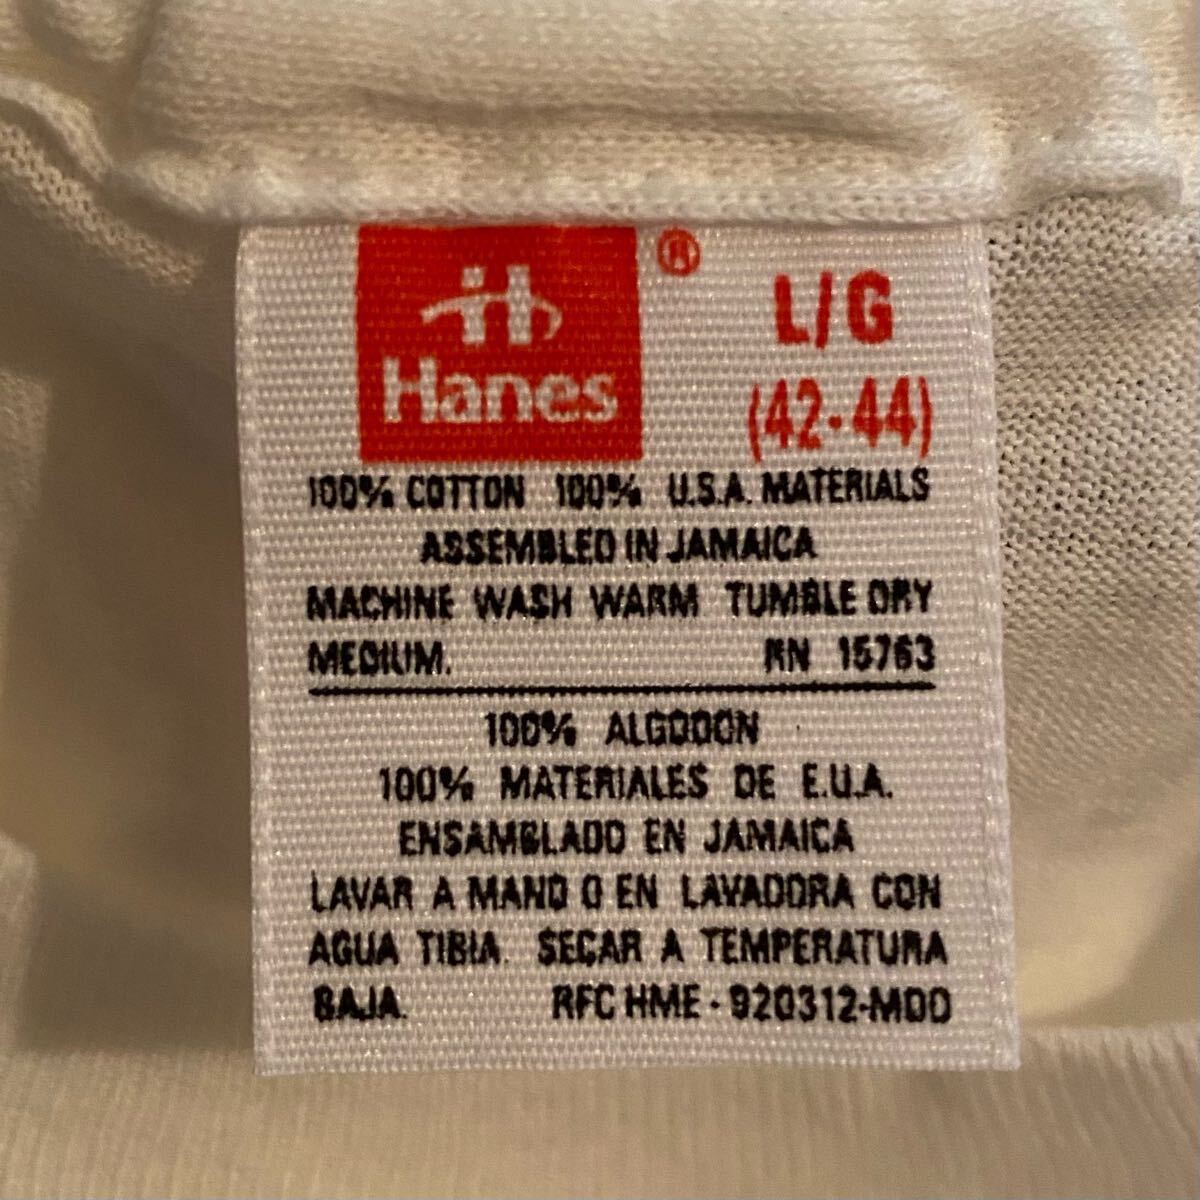 Hanes ®
L/G
(42-44)
100% COTTON 100% U.S.A. MATERIALS
ASSEMBLED IN JAMAICA
MACHINE WASH WARM TUMBLE DRY
MEDIUM. RN 15763
100% ALGODON
100% MATERIALES DE E.U.A.
ENSAMBLADO EN JAMAICA
LAVAR A MANO O EN LAVADORA CON
AGUA TIBIA. SECAR A TEMPERATURA
BAJA. RFC HME - 920312-MDD